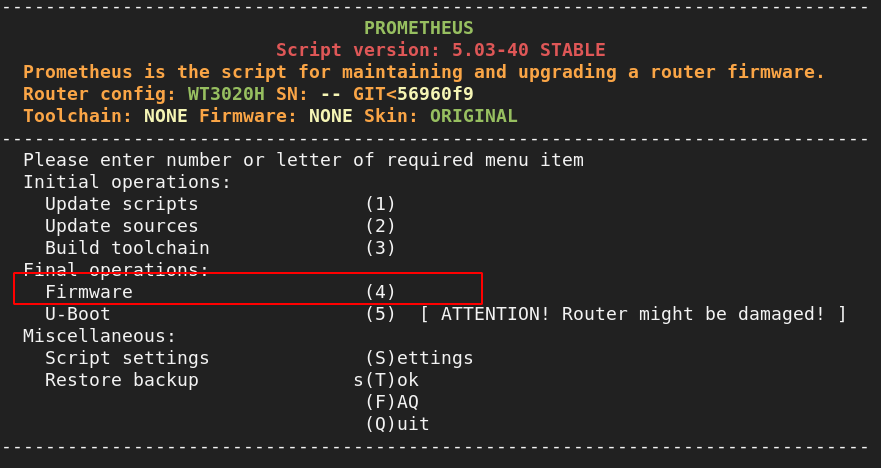 --------------------------------------------------------------------------------
PROMETHEUS
Script version: 5.03-40 STABLE
Prometheus is the script for maintaining and upgrading a router firmware.
Router config: WT3020H SN: -- GIT<56960f9
Toolchain: NONE Firmware: NONE Skin: ORIGINAL
--------------------------------------------------------------------------------
Please enter number or letter of required menu item
Initial operations:
Update scripts (1)
Update sources (2)
Build toolchain (3)
Final operations:
Firmware (4)
U-Boot (5) [ ATTENTION! Router might be damaged! ]
Miscellaneous:
Script settings (S)ettings
Restore backup s(T)ok
(F)AQ
(Q)uit
--------------------------------------------------------------------------------